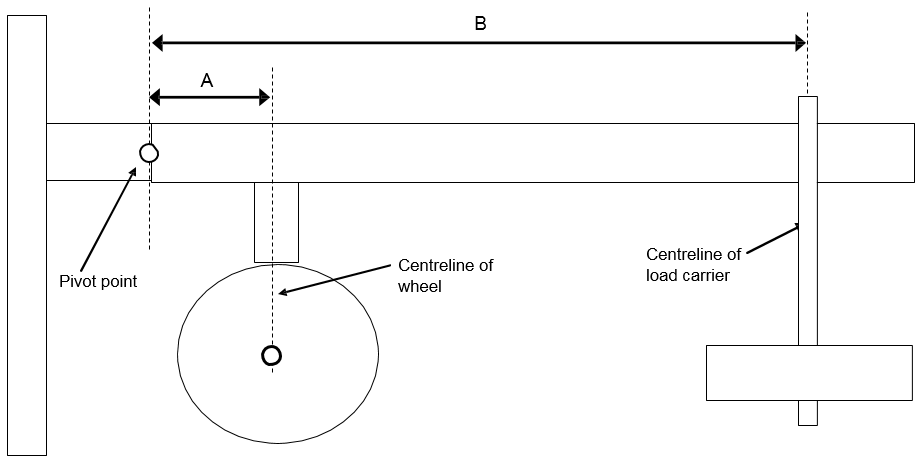 B
A
Pivot point
Centreline of
wheel
Centreline of
load carrier